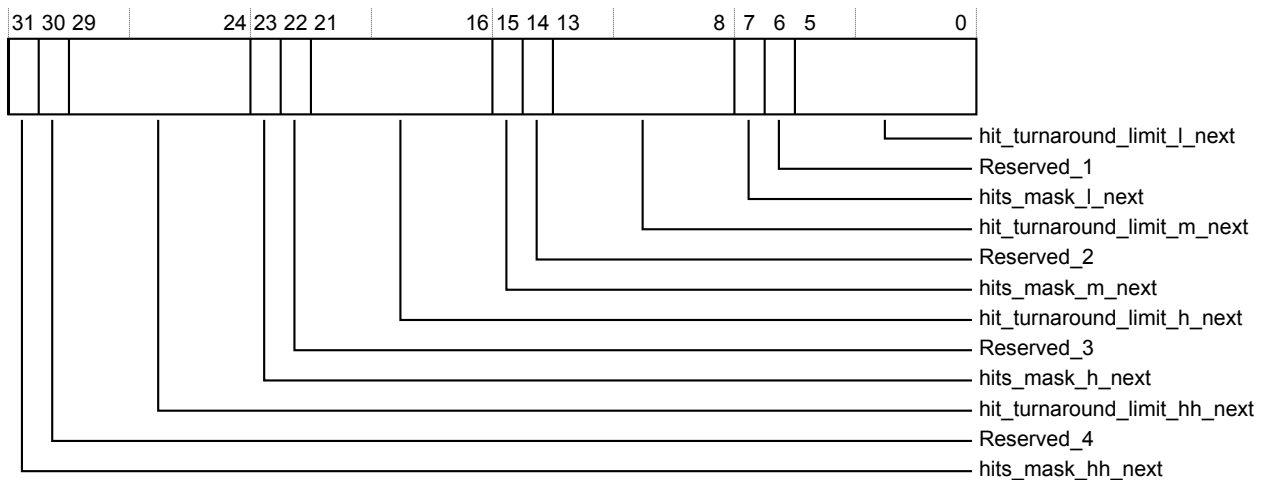 31 30 29 24 23 22 21 16 15 14 13 8 7 6 5 0
hit_turnaround_limit_l_next
Reserved_1
hits_mask_l_next
hit_turnaround_limit_m_next
Reserved_2
hits_mask_m_next
hit_turnaround_limit_h_next
Reserved_3
hits_mask_h_next
hit_turnaround_limit_hh_next
Reserved_4
hits_mask_hh_next